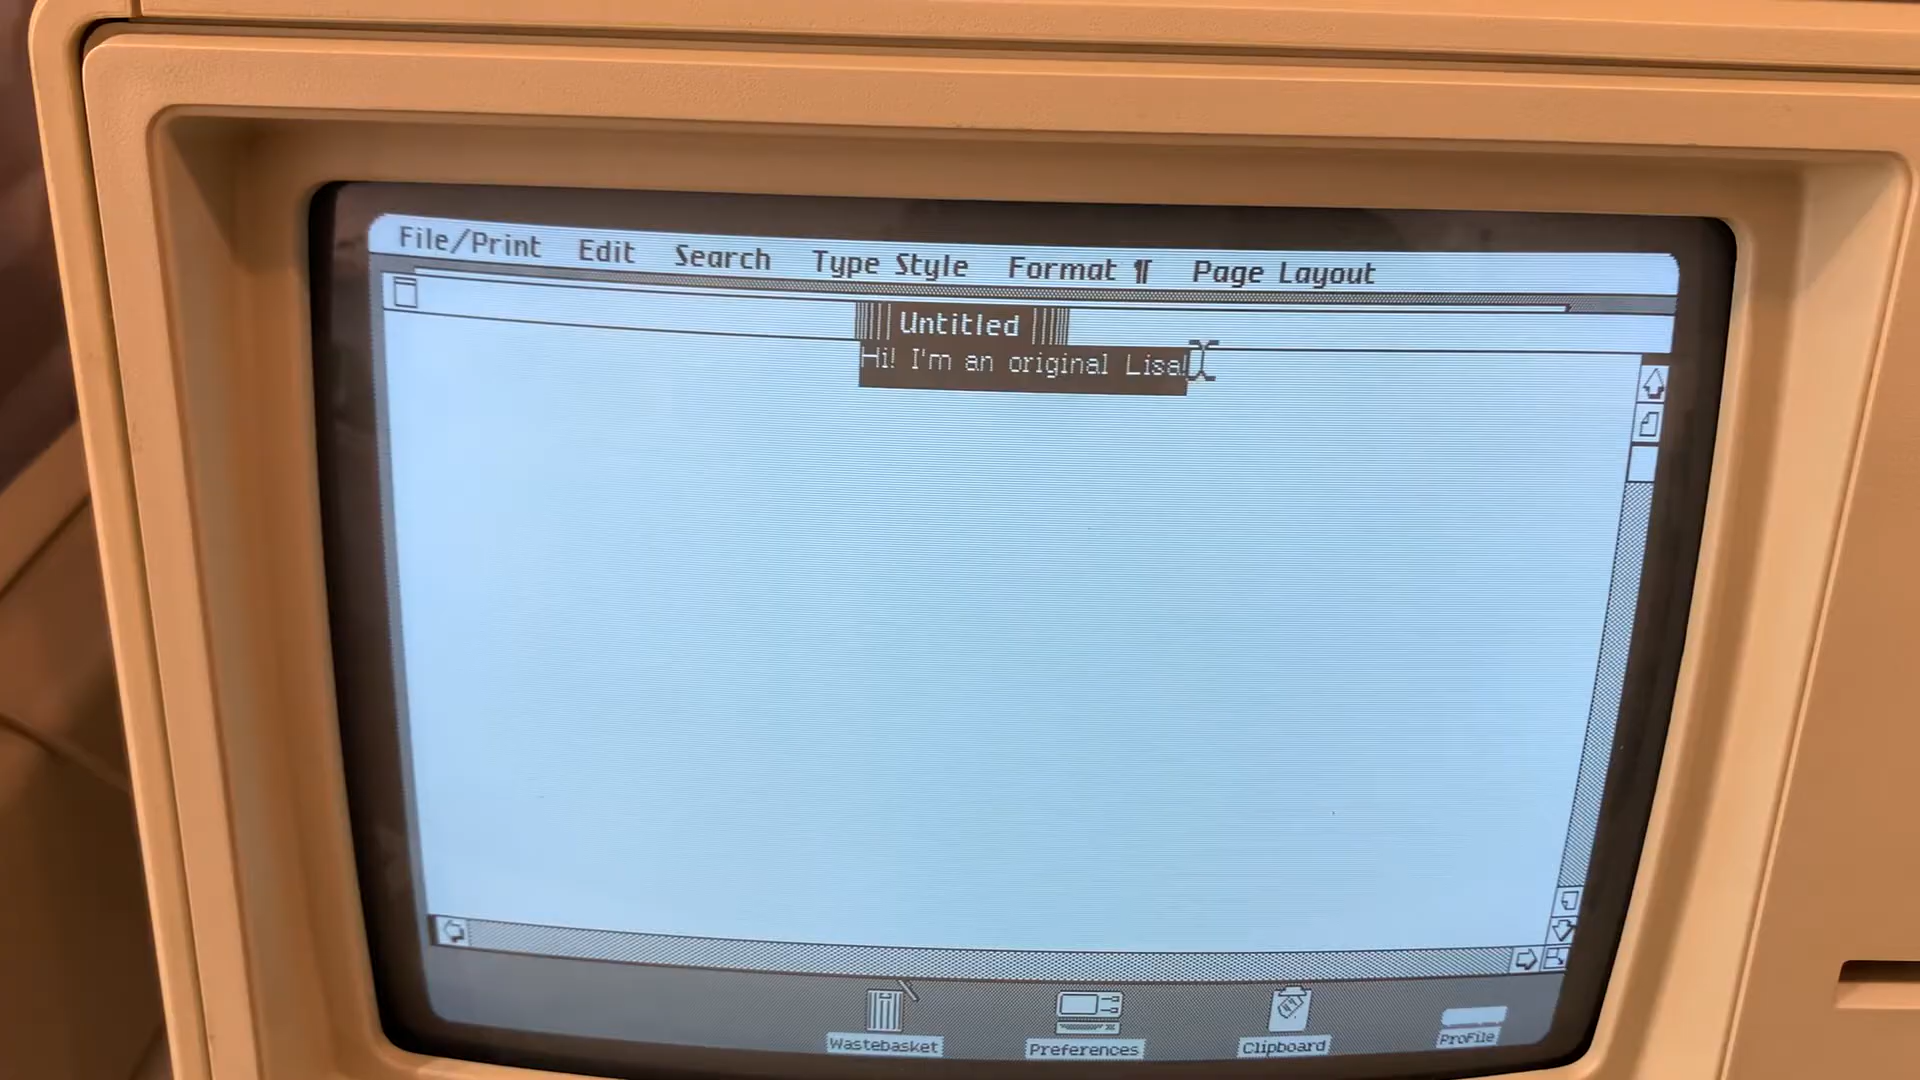 File/Print Edit Search Type Style Format ¶ Page Layout
Untitled
Hi! I'm an original Lisa!
Wastebasket Preferences Clipboard ProFile